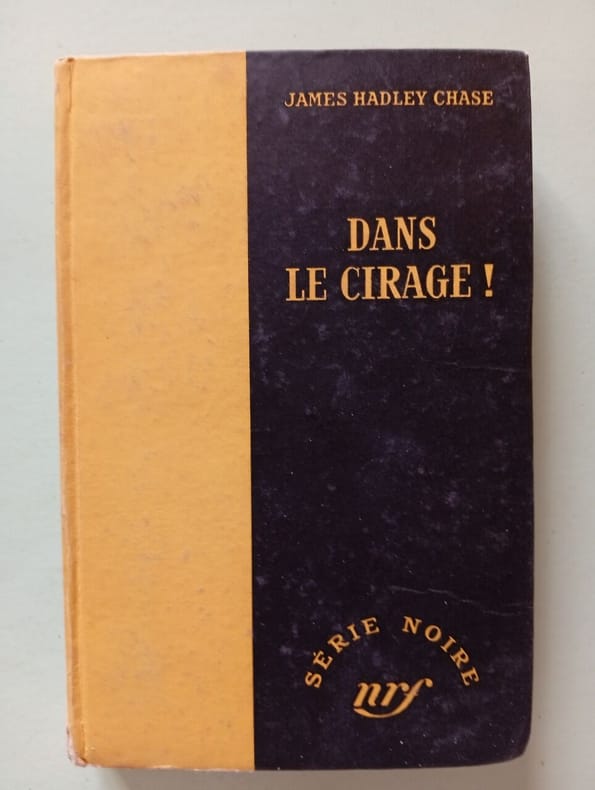 JAMES HADLEY CHASE
DANS
LE CIRAGE !
SÉRIE NOIRE
nrf